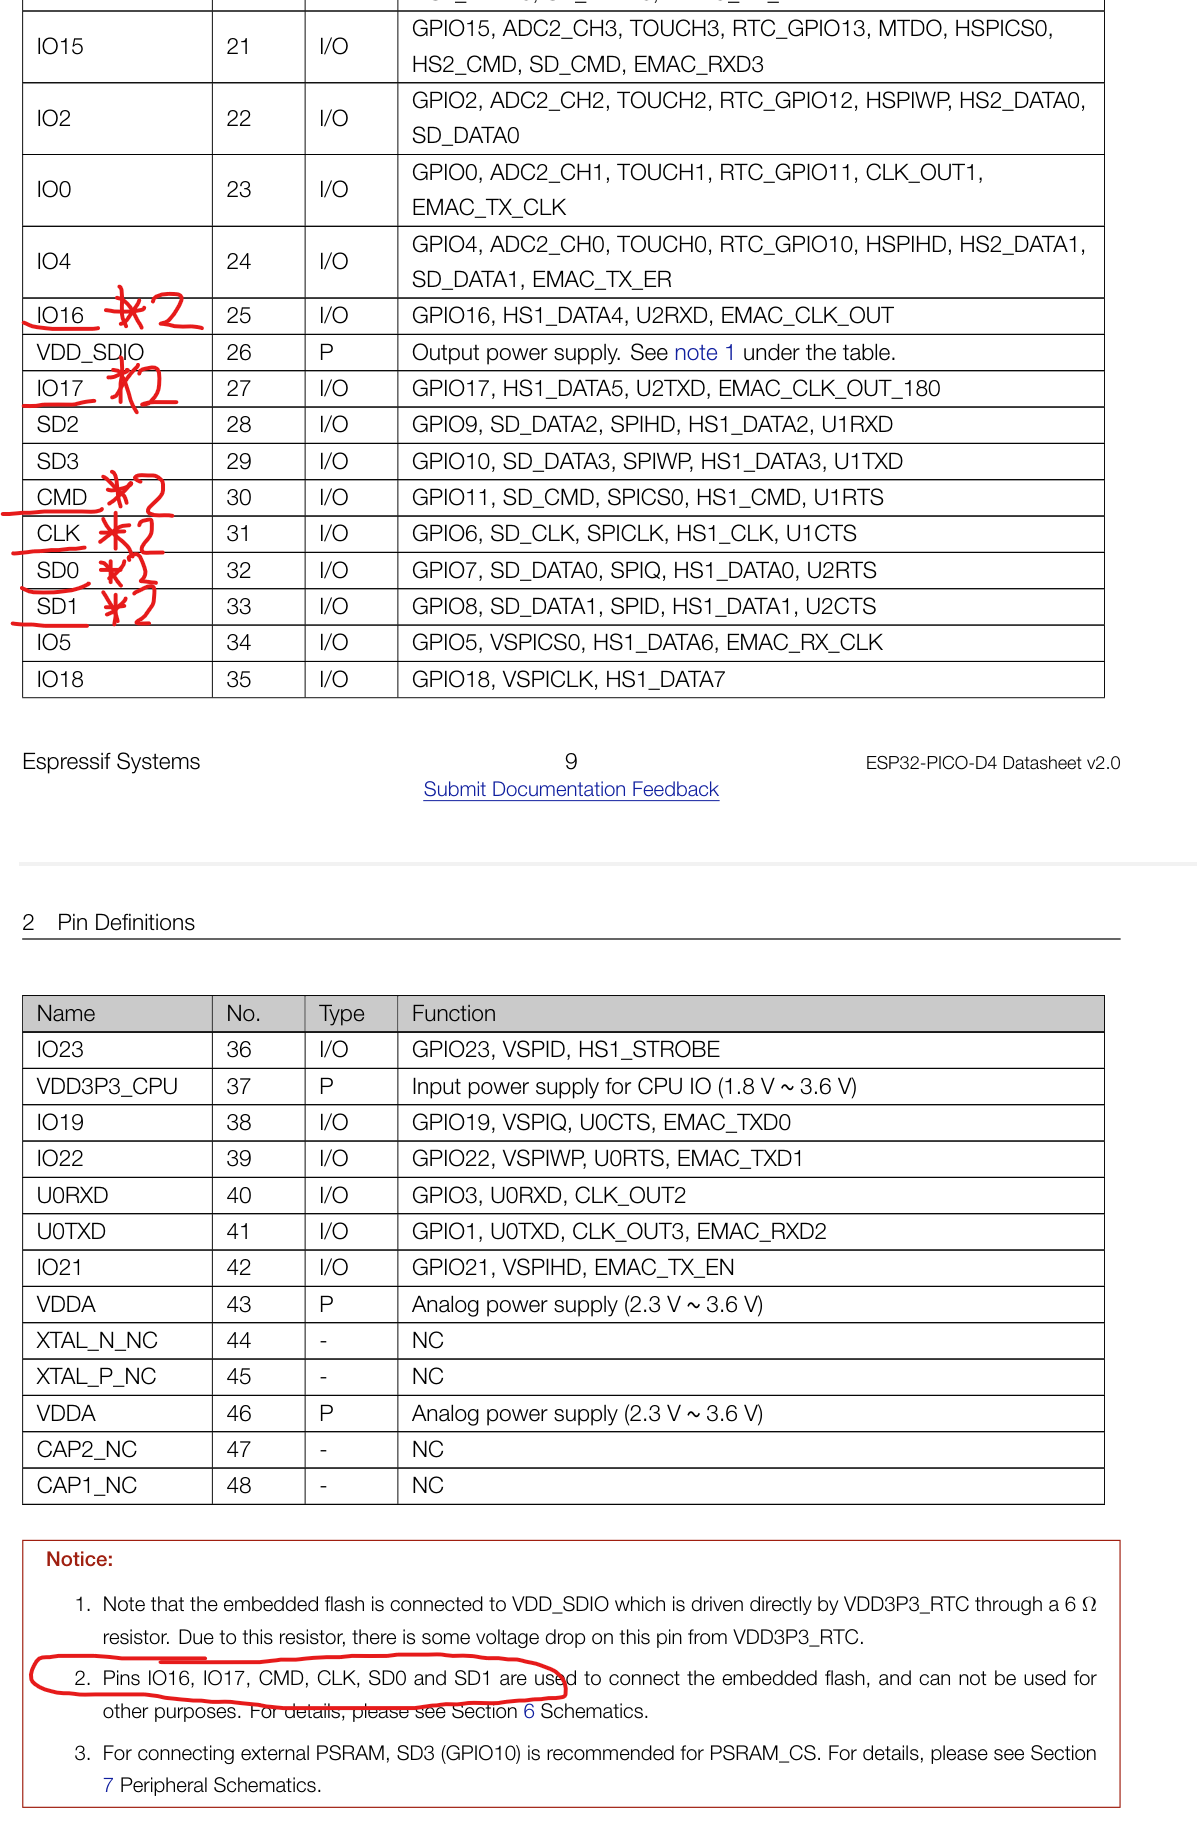 IO15 21 I/O GPIO15, ADC2_CH3, TOUCH3, RTC_GPIO13, MTDO, HSPICS0,
HS2_CMD, SD_CMD, EMAC_RXD3
IO2 22 I/O GPIO2, ADC2_CH2, TOUCH2, RTC_GPIO12, HSPIWP, HS2_DATA0,
SD_DATA0
IO0 23 I/O GPIO0, ADC2_CH1, TOUCH1, RTC_GPIO11, CLK_OUT1,
EMAC_TX_CLK
IO4 24 I/O GPIO4, ADC2_CH0, TOUCH0, RTC_GPIO10, HSPIHD, HS2_DATA1,
SD_DATA1, EMAC_TX_ER
IO16 *2 25 I/O GPIO16, HS1_DATA4, U2RXD, EMAC_CLK_OUT
VDD_SDIO 26 P Output power supply. See note 1 under the table.
IO17 *2 27 I/O GPIO17, HS1_DATA5, U2TXD, EMAC_CLK_OUT_180
SD2 28 I/O GPIO9, SD_DATA2, SPIHD, HS1_DATA2, U1RXD
SD3 29 I/O GPIO10, SD_DATA3, SPIWP, HS1_DATA3, U1TXD
CMD *2 30 I/O GPIO11, SD_CMD, SPICS0, HS1_CMD, U1RTS
CLK *2 31 I/O GPIO6, SD_CLK, SPICLK, HS1_CLK, U1CTS
SD0 *2 32 I/O GPIO7, SD_DATA0, SPIQ, HS1_DATA0, U2RTS
SD1 *2 33 I/O GPIO8, SD_DATA1, SPID, HS1_DATA1, U2CTS
IO5 34 I/O GPIO5, VSPICS0, HS1_DATA6, EMAC_RX_CLK
IO18 35 I/O GPIO18, VSPICLK, HS1_DATA7
Espressif Systems 9 ESP32-PICO-D4 Datasheet v2.0
Submit Documentation Feedback
2 Pin Definitions
Name No. Type Function
IO23 36 I/O GPIO23, VSPID, HS1_STROBE
VDD3P3_CPU 37 P Input power supply for CPU IO (1.8 V ~ 3.6 V)
IO19 38 I/O GPIO19, VSPIQ, U0CTS, EMAC_TXD0
IO22 39 I/O GPIO22, VSPIWP, U0RTS, EMAC_TXD1
U0RXD 40 I/O GPIO3, U0RXD, CLK_OUT2
U0TXD 41 I/O GPIO1, U0TXD, CLK_OUT3, EMAC_RXD2
IO21 42 I/O GPIO21, VSPIHD, EMAC_TX_EN
VDDA 43 P Analog power supply (2.3 V ~ 3.6 V)
XTAL_N_NC 44 - NC
XTAL_P_NC 45 - NC
VDDA 46 P Analog power supply (2.3 V ~ 3.6 V)
CAP2_NC 47 - NC
CAP1_NC 48 - NC
Notice:
1. Note that the embedded flash is connected to VDD_SDIO which is driven directly by VDD3P3_RTC through a 6 Ω
resistor. Due to this resistor, there is some voltage drop on this pin from VDD3P3_RTC.
2. Pins IO16, IO17, CMD, CLK, SD0 and SD1 are used to connect the embedded flash, and can not be used for
other purposes. For details, please see Section 6 Schematics.
3. For connecting external PSRAM, SD3 (GPIO10) is recommended for PSRAM_CS. For details, please see Section
7 Peripheral Schematics.